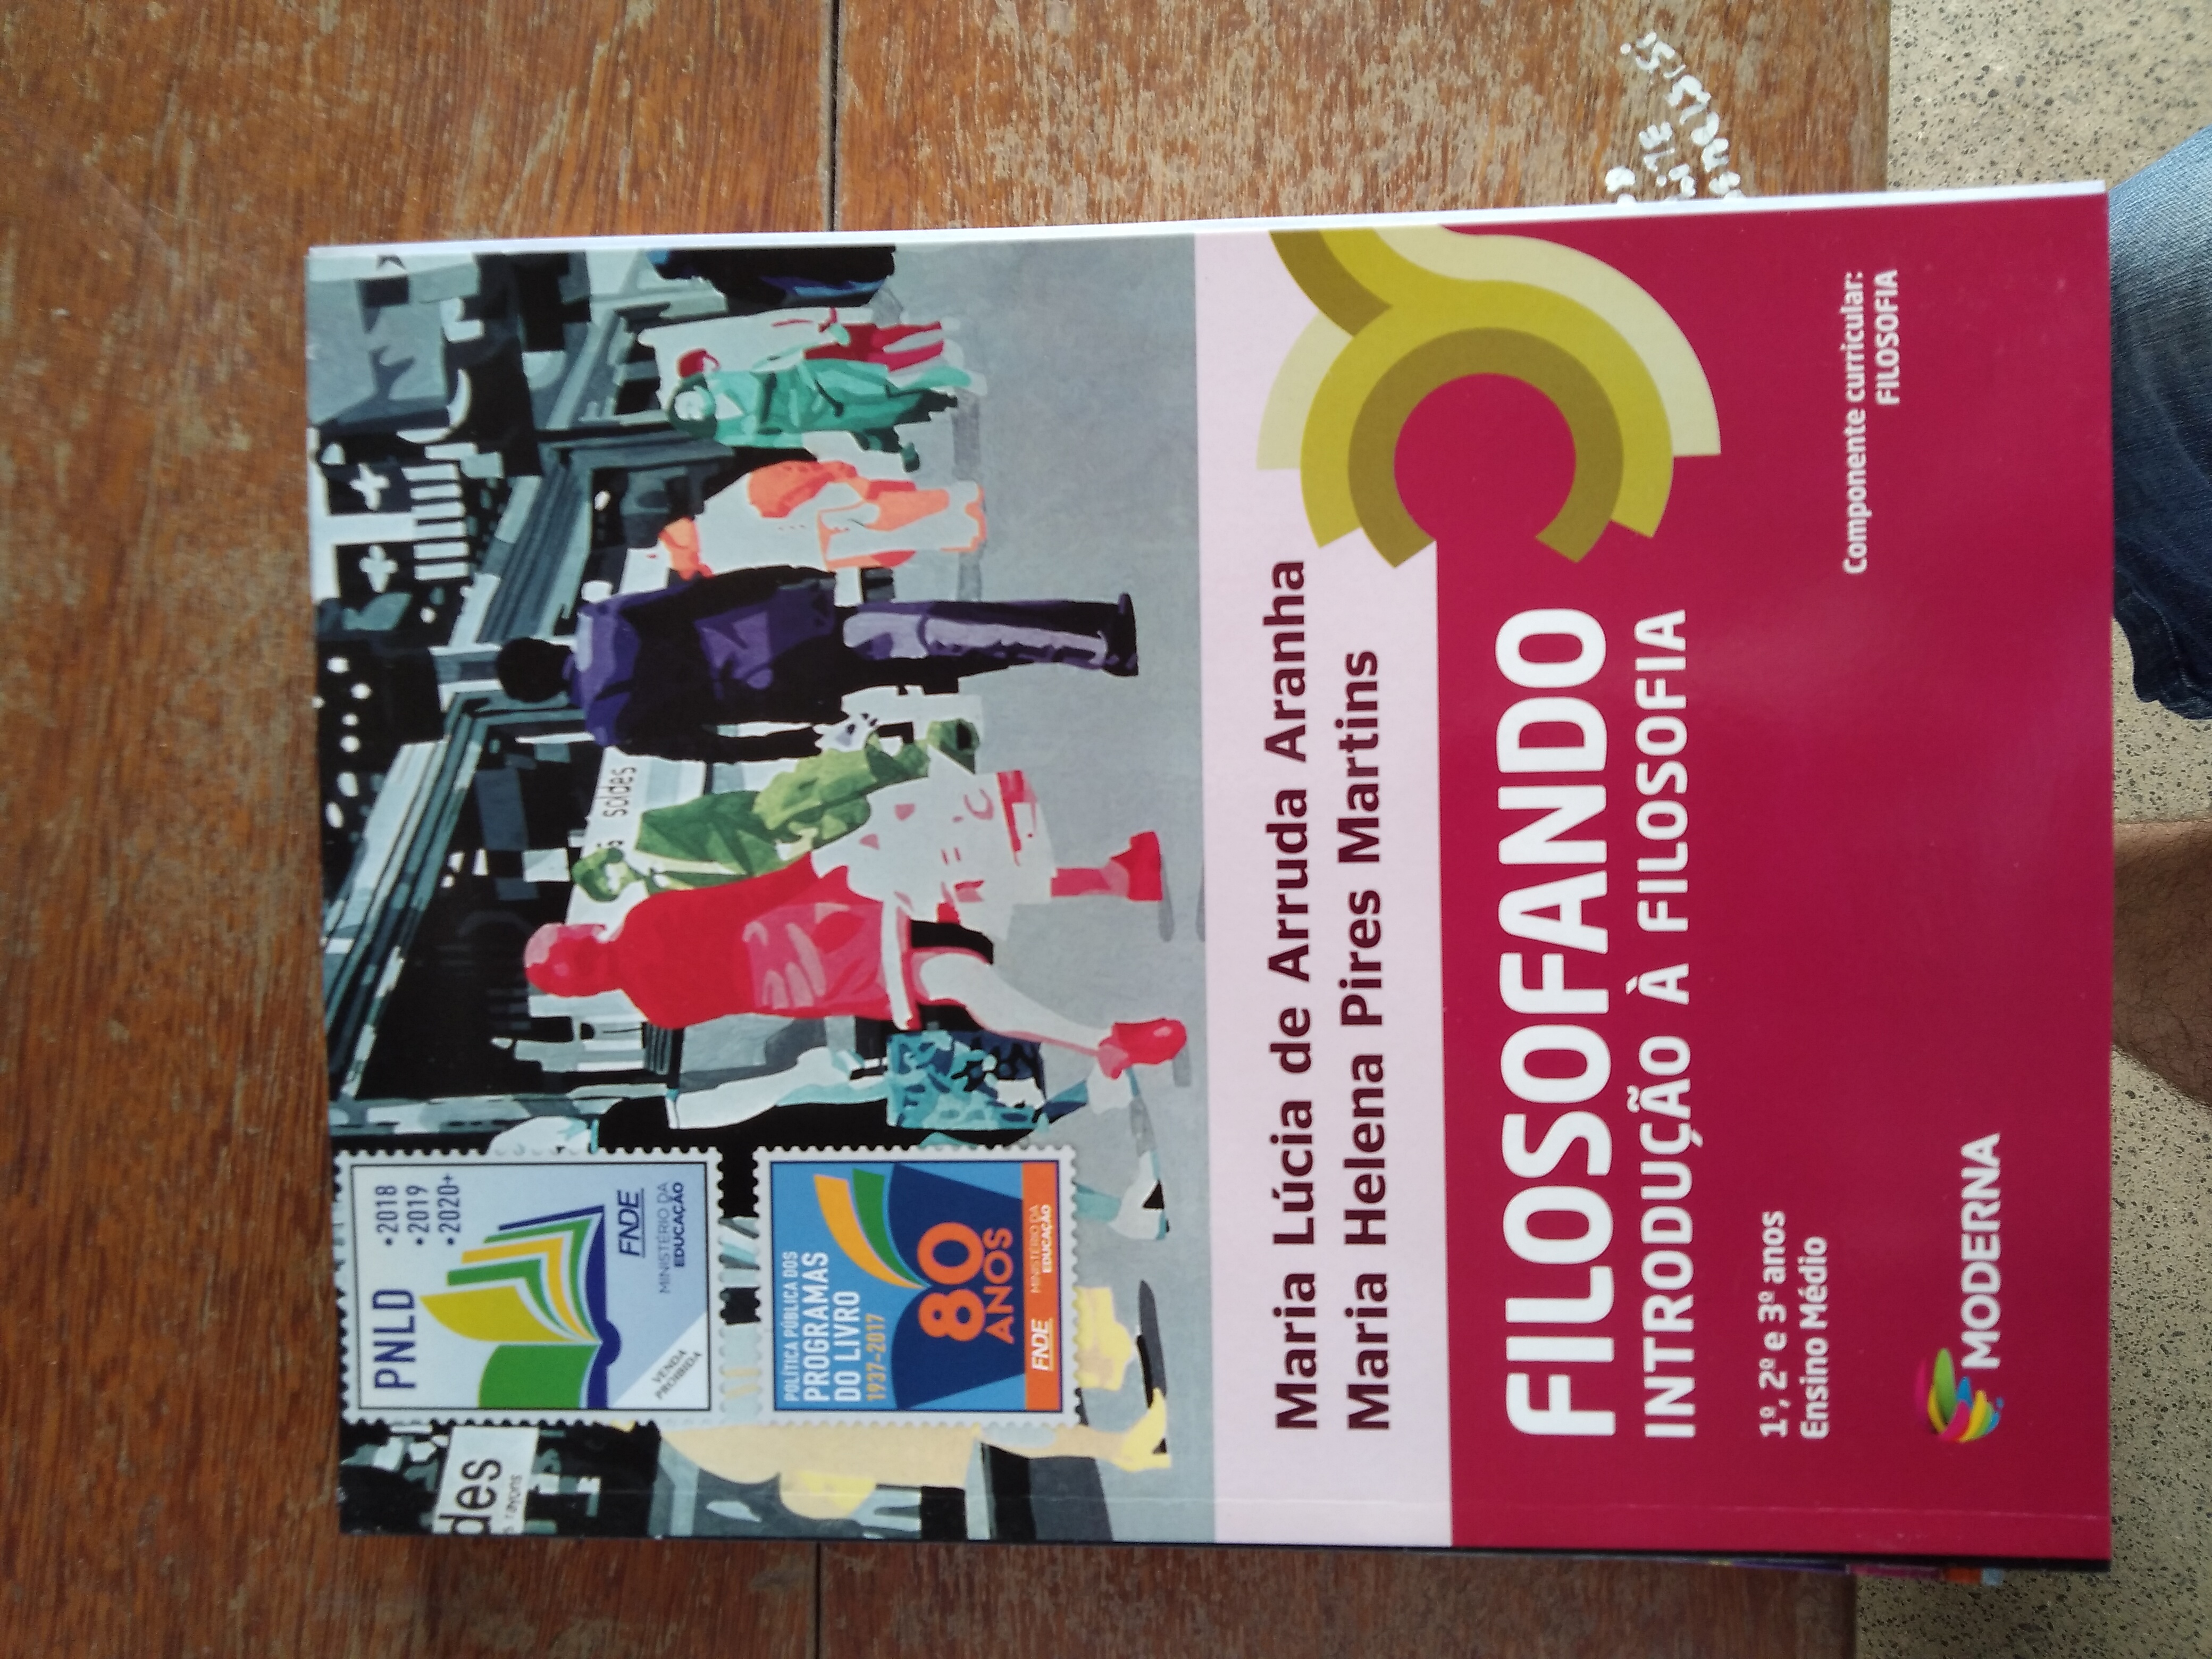 PNLD
•2018
•2019
•2020+
FNDE
MINISTÉRIO DA
EDUCAÇÃO
VENDA
PROIBIDA
des
rayons
soldes
POLÍTICA PÚBLICA DOS
PROGRAMAS
DO LIVRO
1937-2017
80
ANOS
FNDE
MINISTÉRIO DA
EDUCAÇÃO
Maria Lúcia de Arruda Aranha
Maria Helena Pires Martins
FILOSOFANDO
INTRODUÇÃO À FILOSOFIA
1º, 2º e 3º anos
Ensino Médio
Componente curricular:
FILOSOFIA
MODERNA